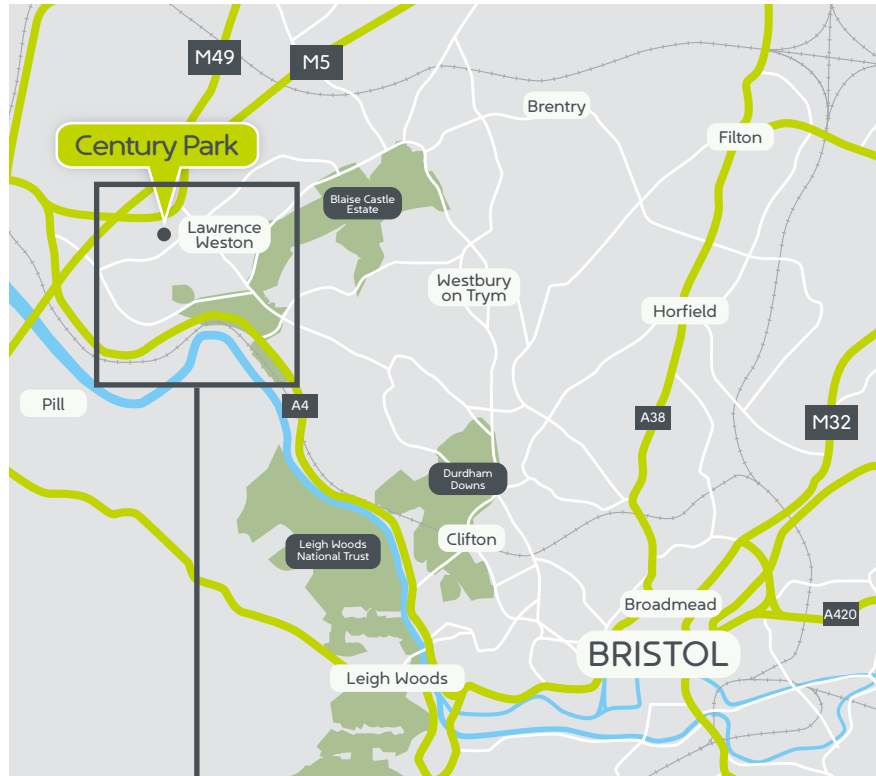 M49
M5
Brentry
Century Park
Filton
Blaise Castle
Estate
Lawrence
Weston
Westbury
on Trym
Horfield
Pill
A4
A38
M32
Durdham
Downs
Clifton
Leigh Woods
National Trust
Broadmead
A420
BRISTOL
Leigh Woods